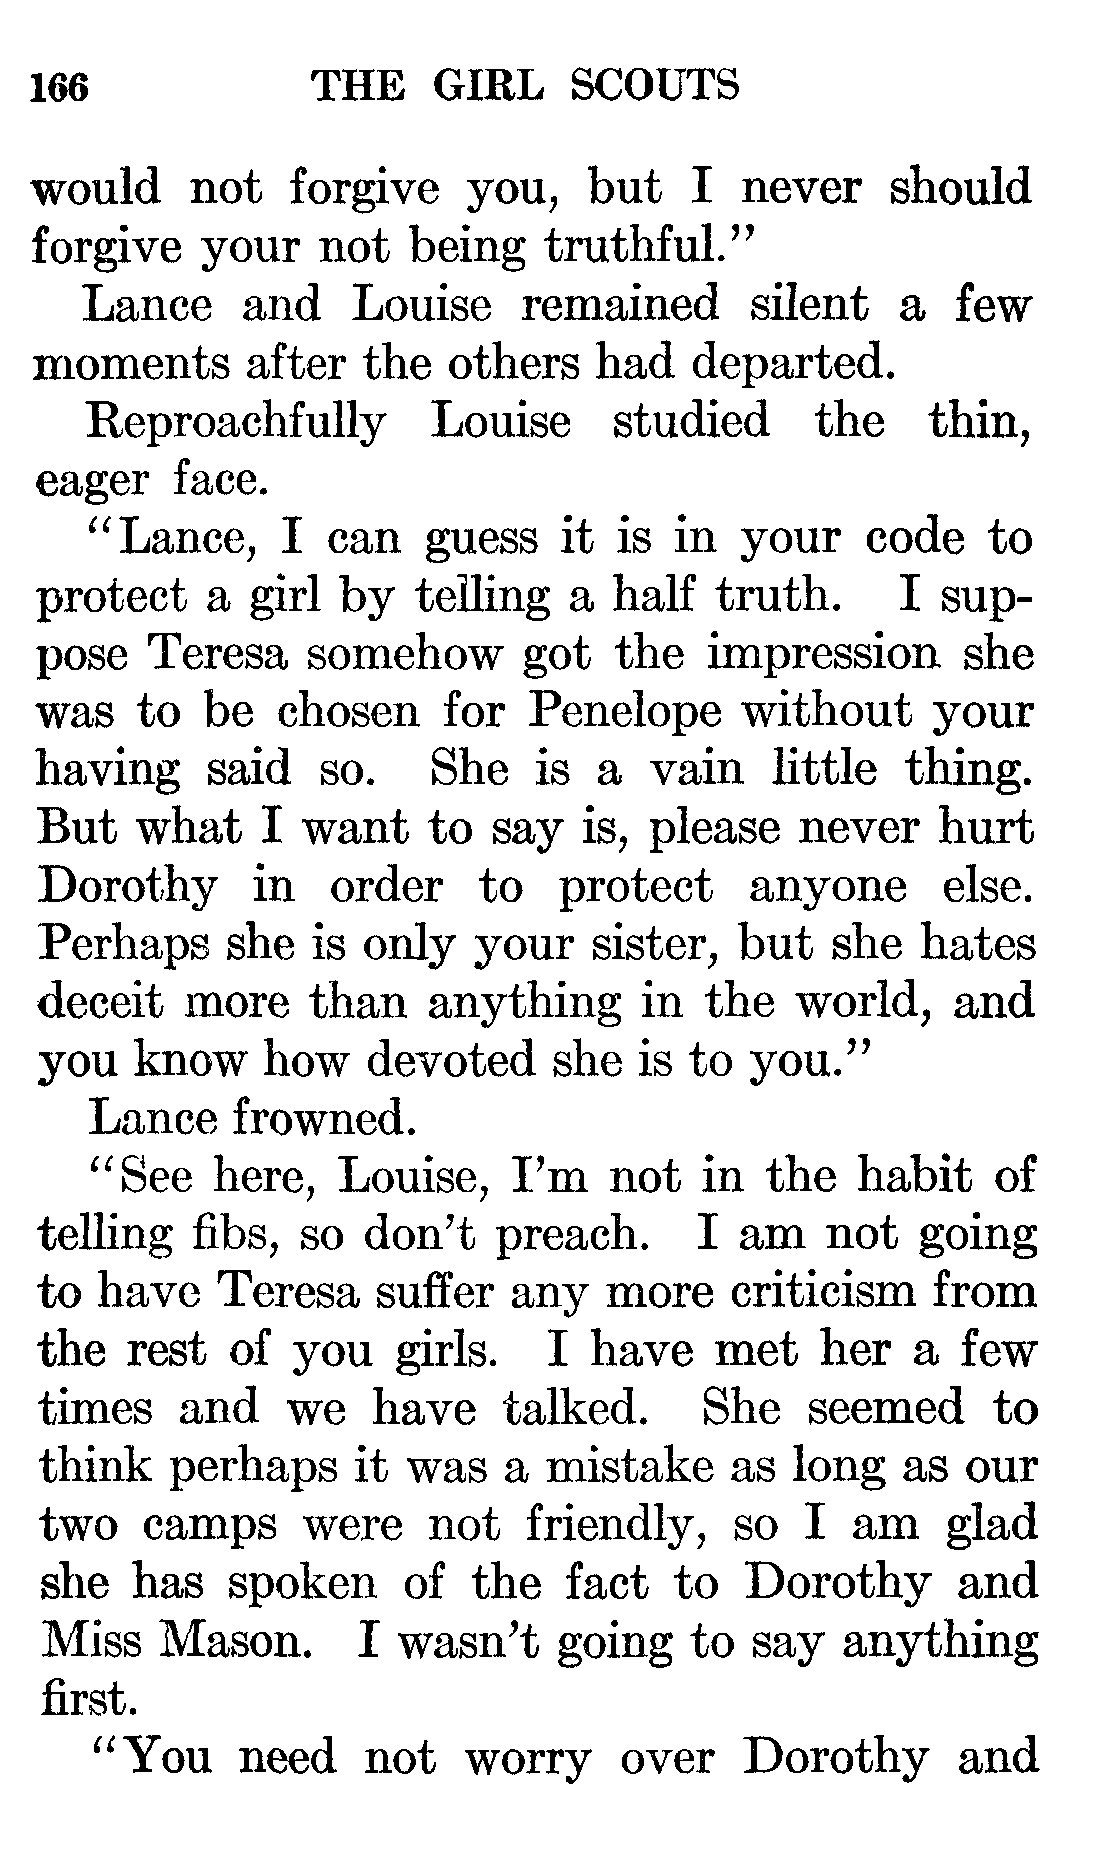 166 THE GIRL SCOUTS
would not forgive you, but I never should
forgive your not being truthful."
Lance and Louise remained silent a few
moments after the others had departed.
Reproachfully Louise studied the thin,
eager face.
"Lance, I can guess it is in your code to
protect a girl by telling a half truth. I sup-
pose Teresa somehow got the impression she
was to be chosen for Penelope without your
having said so. She is a vain little thing.
But what I want to say is, please never hurt
Dorothy in order to protect anyone else.
Perhaps she is only your sister, but she hates
deceit more than anything in the world, and
you know how devoted she is to you."
Lance frowned.
"See here, Louise, I'm not in the habit of
telling fibs, so don't preach. I am not going
to have Teresa suffer any more criticism from
the rest of you girls. I have met her a few
times and we have talked. She seemed to
think perhaps it was a mistake as long as our
two camps were not friendly, so I am glad
she has spoken of the fact to Dorothy and
Miss Mason. I wasn't going to say anything
first.
"You need not worry over Dorothy and